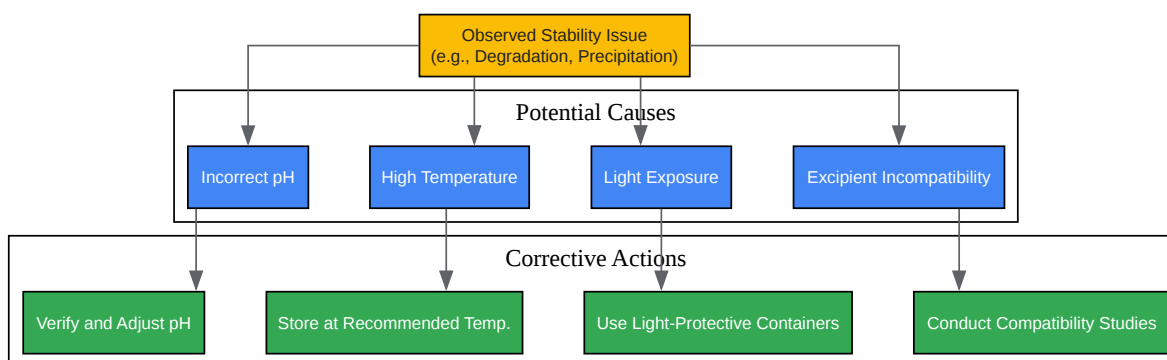 Observed Stability Issue
(e.g., Degradation, Precipitation)
Potential Causes
Incorrect pH
High Temperature
Light Exposure
Excipient Incompatibility
Corrective Actions
Verify and Adjust pH
Store at Recommended Temp.
Use Light-Protective Containers
Conduct Compatibility Studies